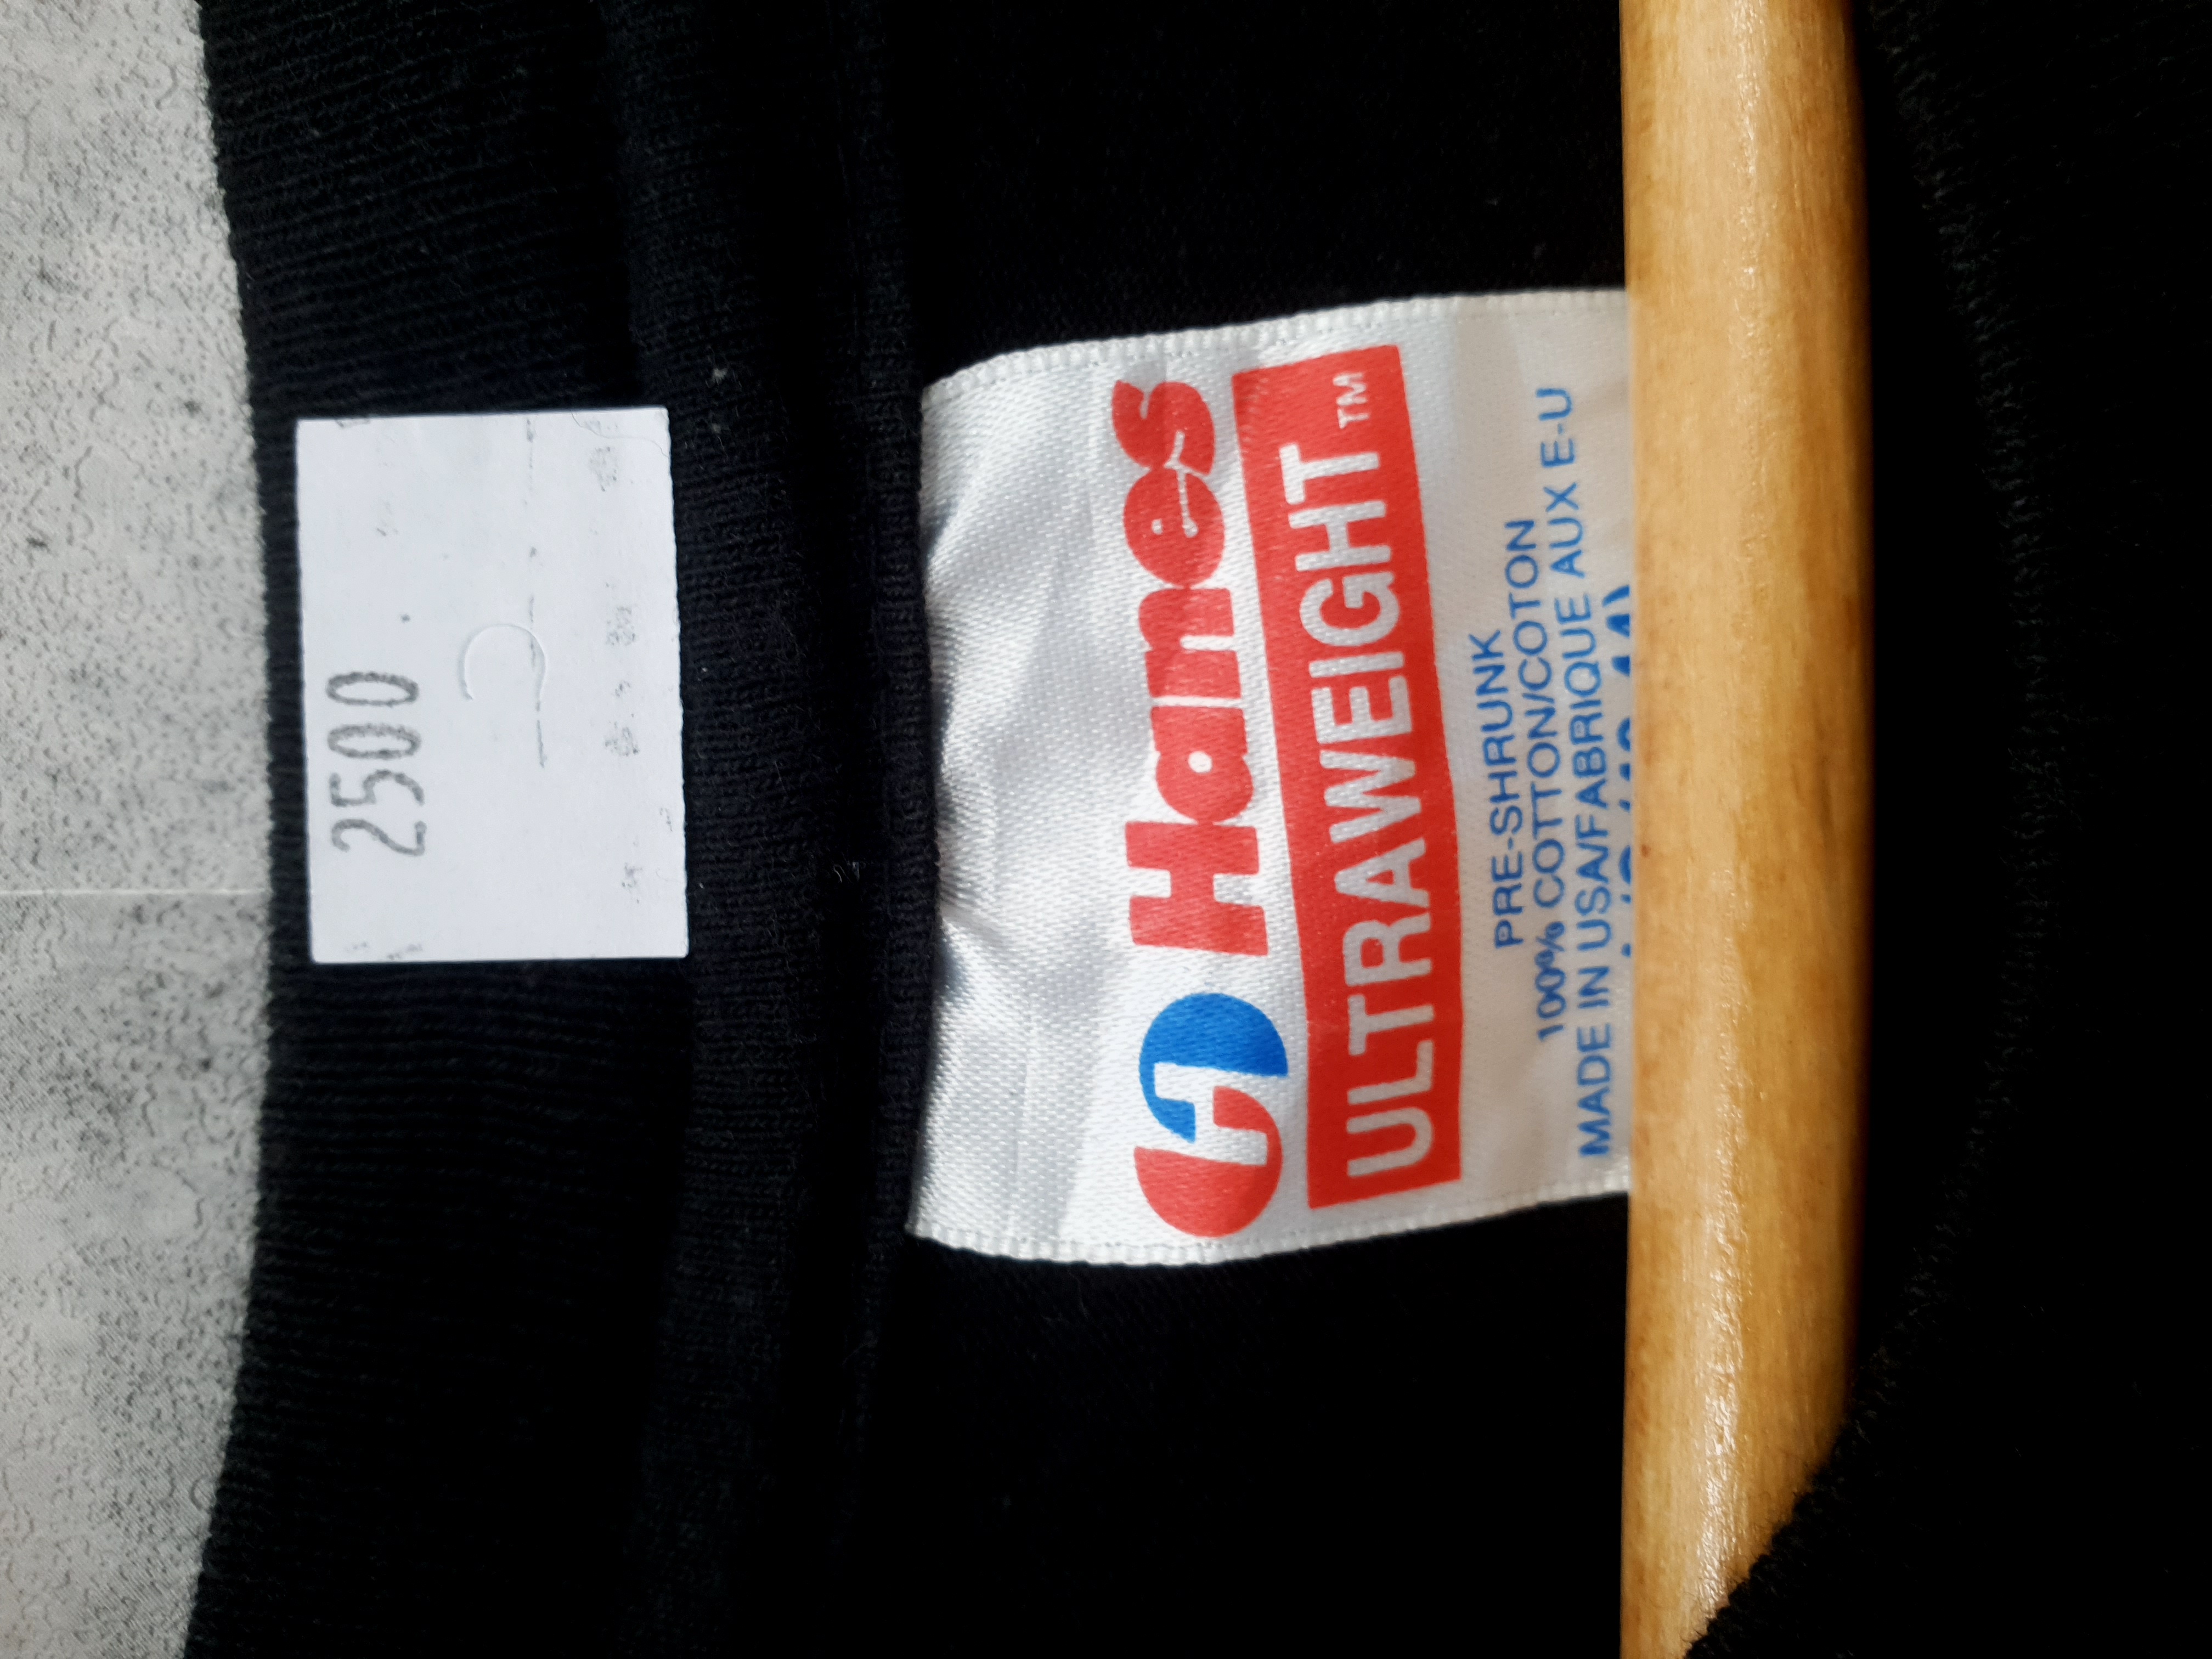 2500
Hanes
ULTRAWEIGHT™
PRE-SHRUNK
100% COTTON/COTON
MADE IN USA/FABRIQUE AUX E-U